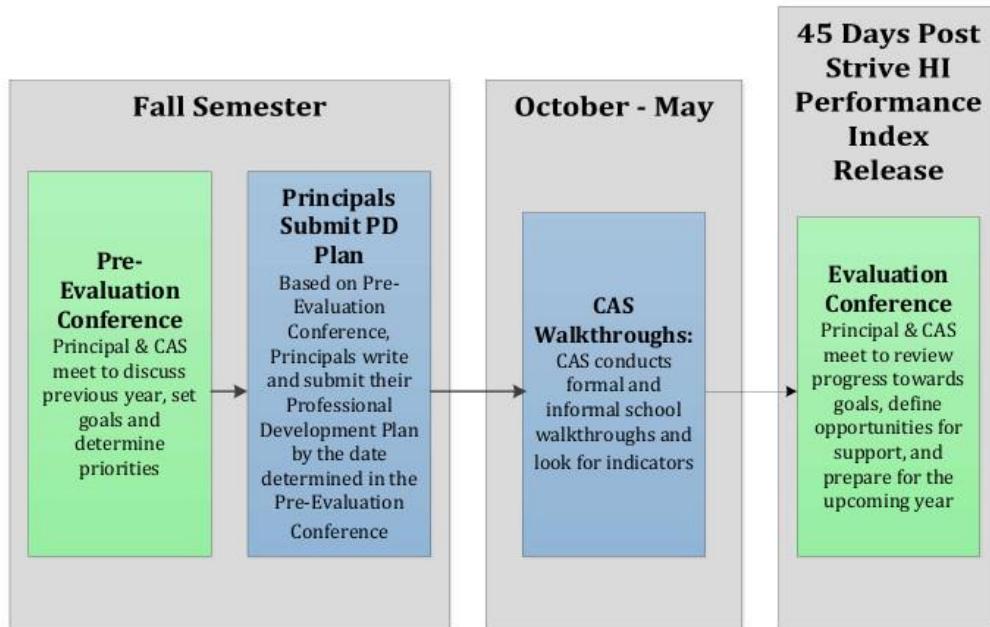 Fall Semester
Pre-
Evaluation
Conference
Principal & CAS
meet to discuss
previous year, set
goals and
determine
priorities
Principals
Submit PD
Plan
Based on Pre-
Evaluation
Conference,
Principals write
and submit their
Professional
Development Plan
by the date
determined in the
Pre-Evaluation
Conference
October - May
CAS
Walkthroughs:
CAS conducts
formal and
informal school
walkthroughs and
look for indicators
45 Days Post
Strive HI
Performance
Index
Release
Evaluation
Conference
Principal & CAS
meet to review
progress towards
goals, define
opportunities for
support, and
prepare for the
upcoming year